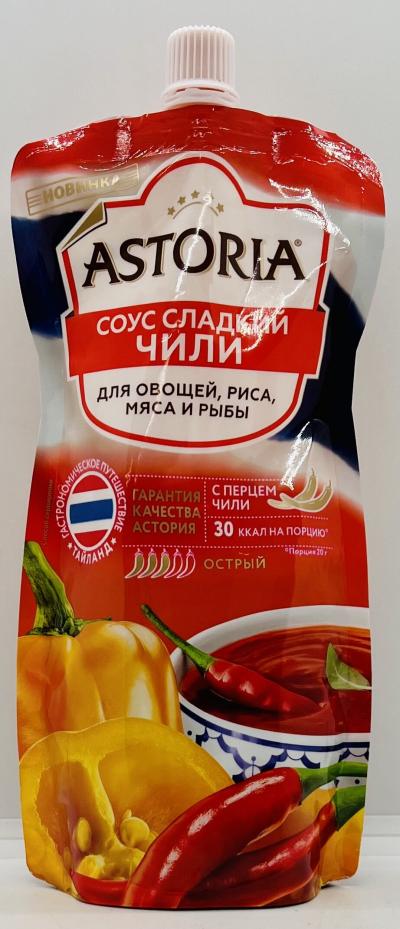 НОВИНКА
ASTORIA®
СОУС СЛАДКИЙ
ЧИЛИ
ДЛЯ ОВОЩЕЙ, РИСА,
МЯСА И РЫБЫ
ГАСТРОНОМИЧЕСКОЕ ПУТЕШЕСТВИЕ
ТАИЛАНД
ГАРАНТИЯ
КАЧЕСТВА
АСТОРИЯ
С ПЕРЦЕМ
ЧИЛИ
30 ККАЛ НА ПОРЦИЮ*
*Порция 20 г
ОСТРЫЙ